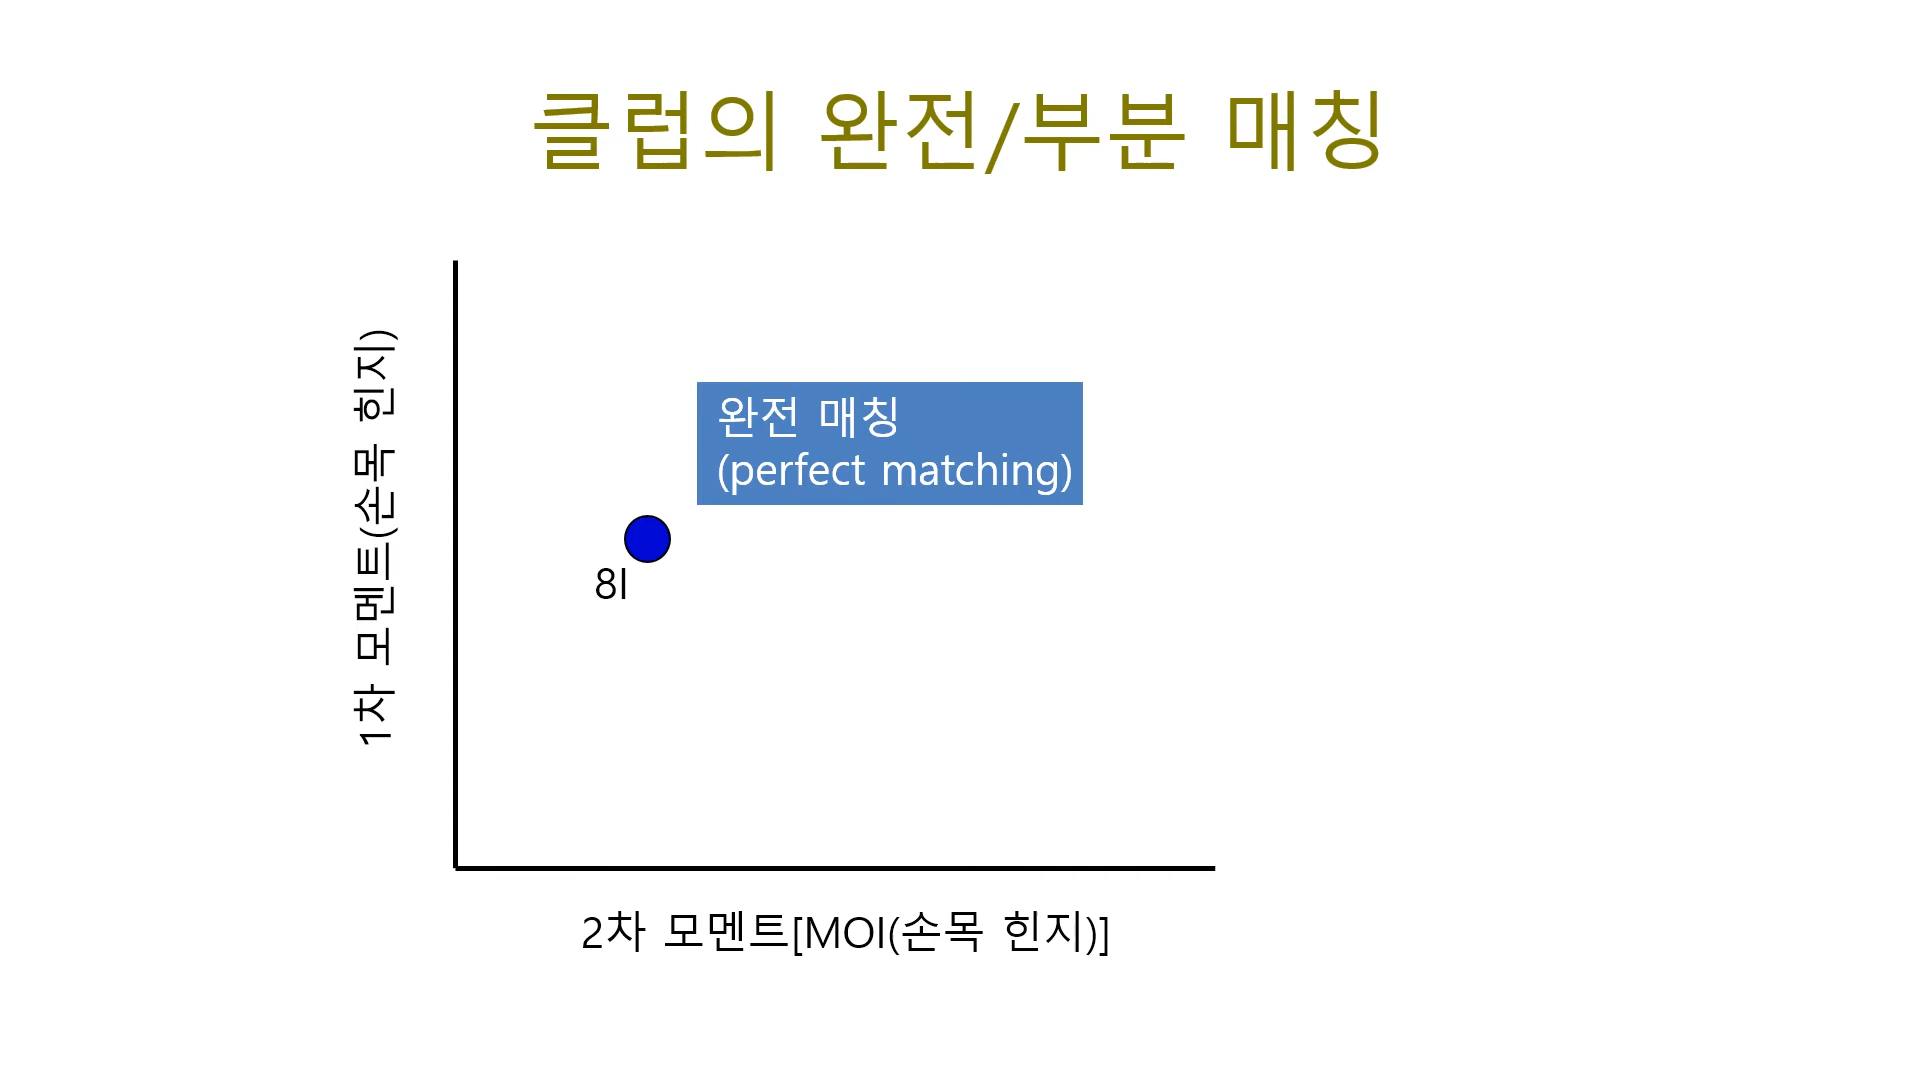 클럽의 완전/부분 매칭
1차 모멘트(손목 힌지)
완전 매칭
(perfect matching)
8I
2차 모멘트[MOI(손목 힌지)]